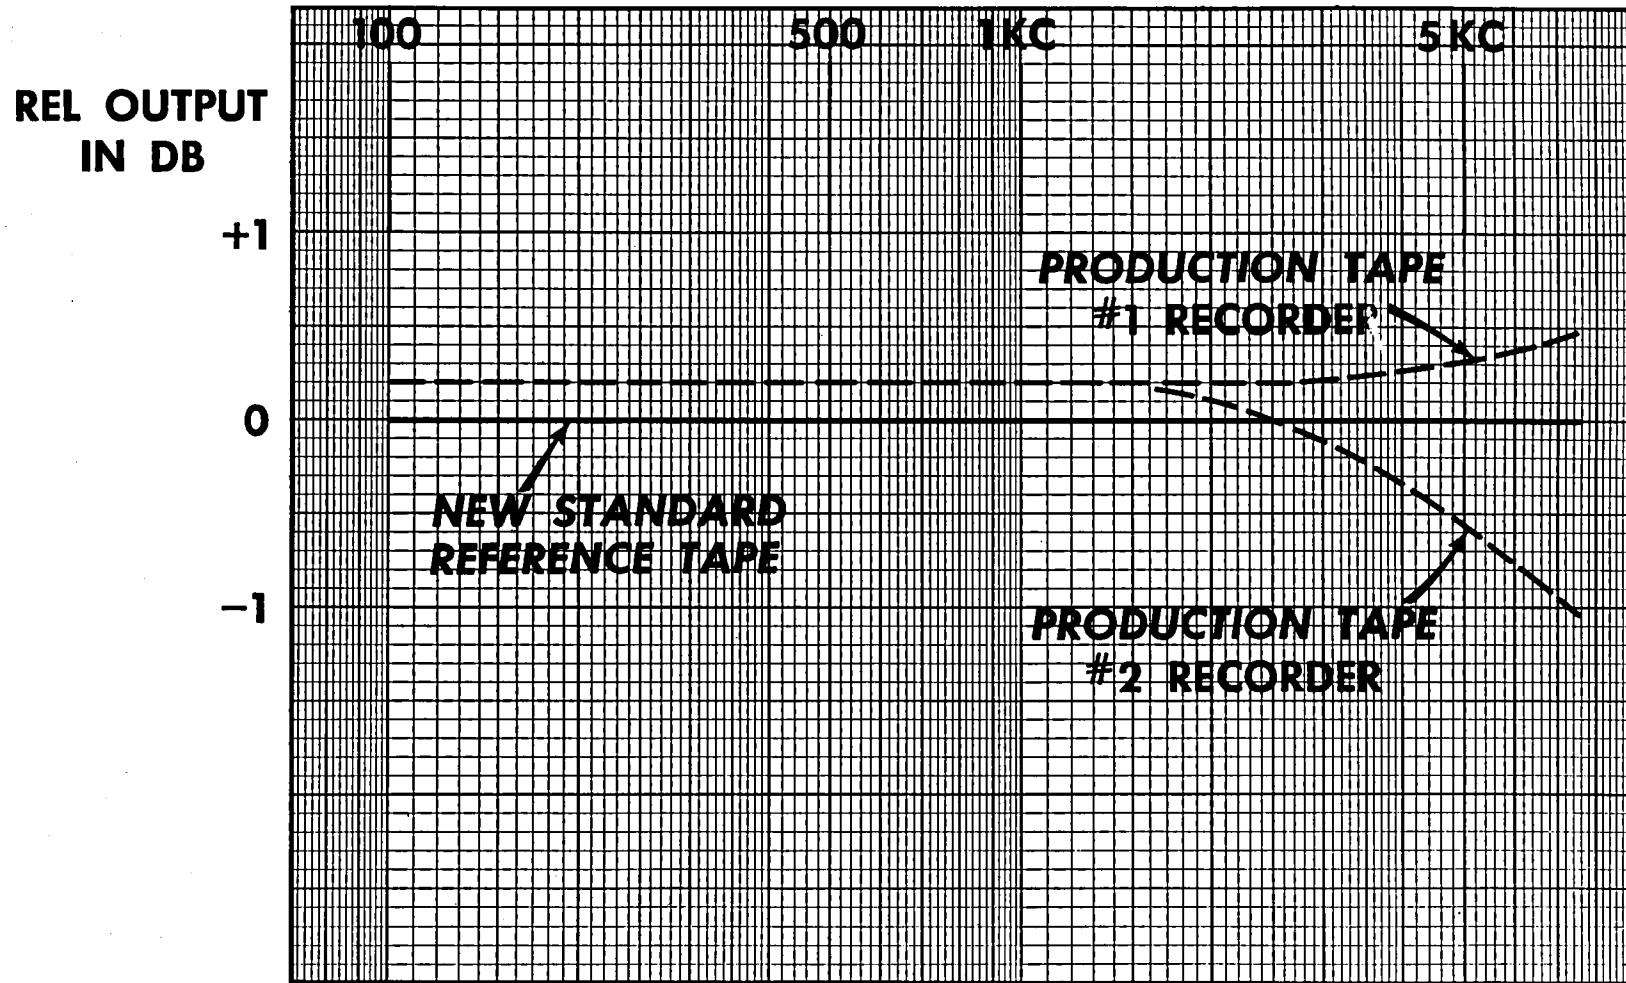 100 500 1KC 5KC
REL OUTPUT
IN DB
+1
PRODUCTION TAPE
#1 RECORDER
0
NEW STANDARD
REFERENCE TAPE
−1
PRODUCTION TAPE
#2 RECORDER